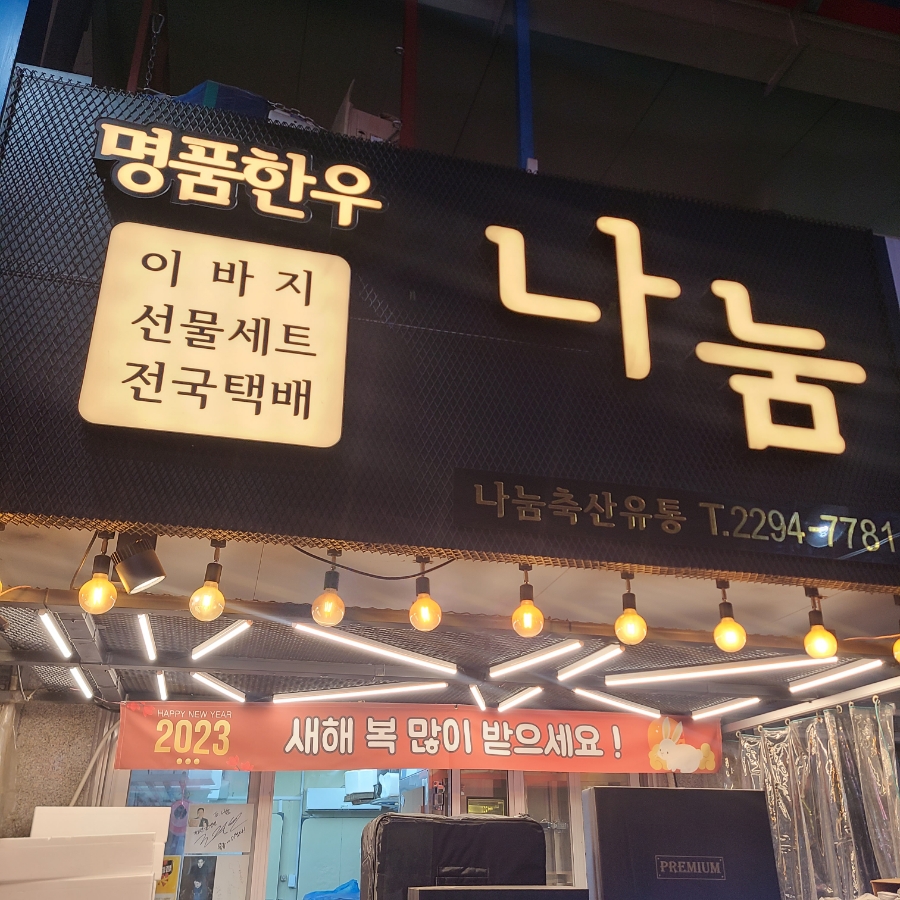 명품한우
이바지
선물세트
전국택배
나눔
나눔축산유통 T.2294-7781
HAPPY NEW YEAR
2023
새해 복 많이 받으세요!
PREMIUM